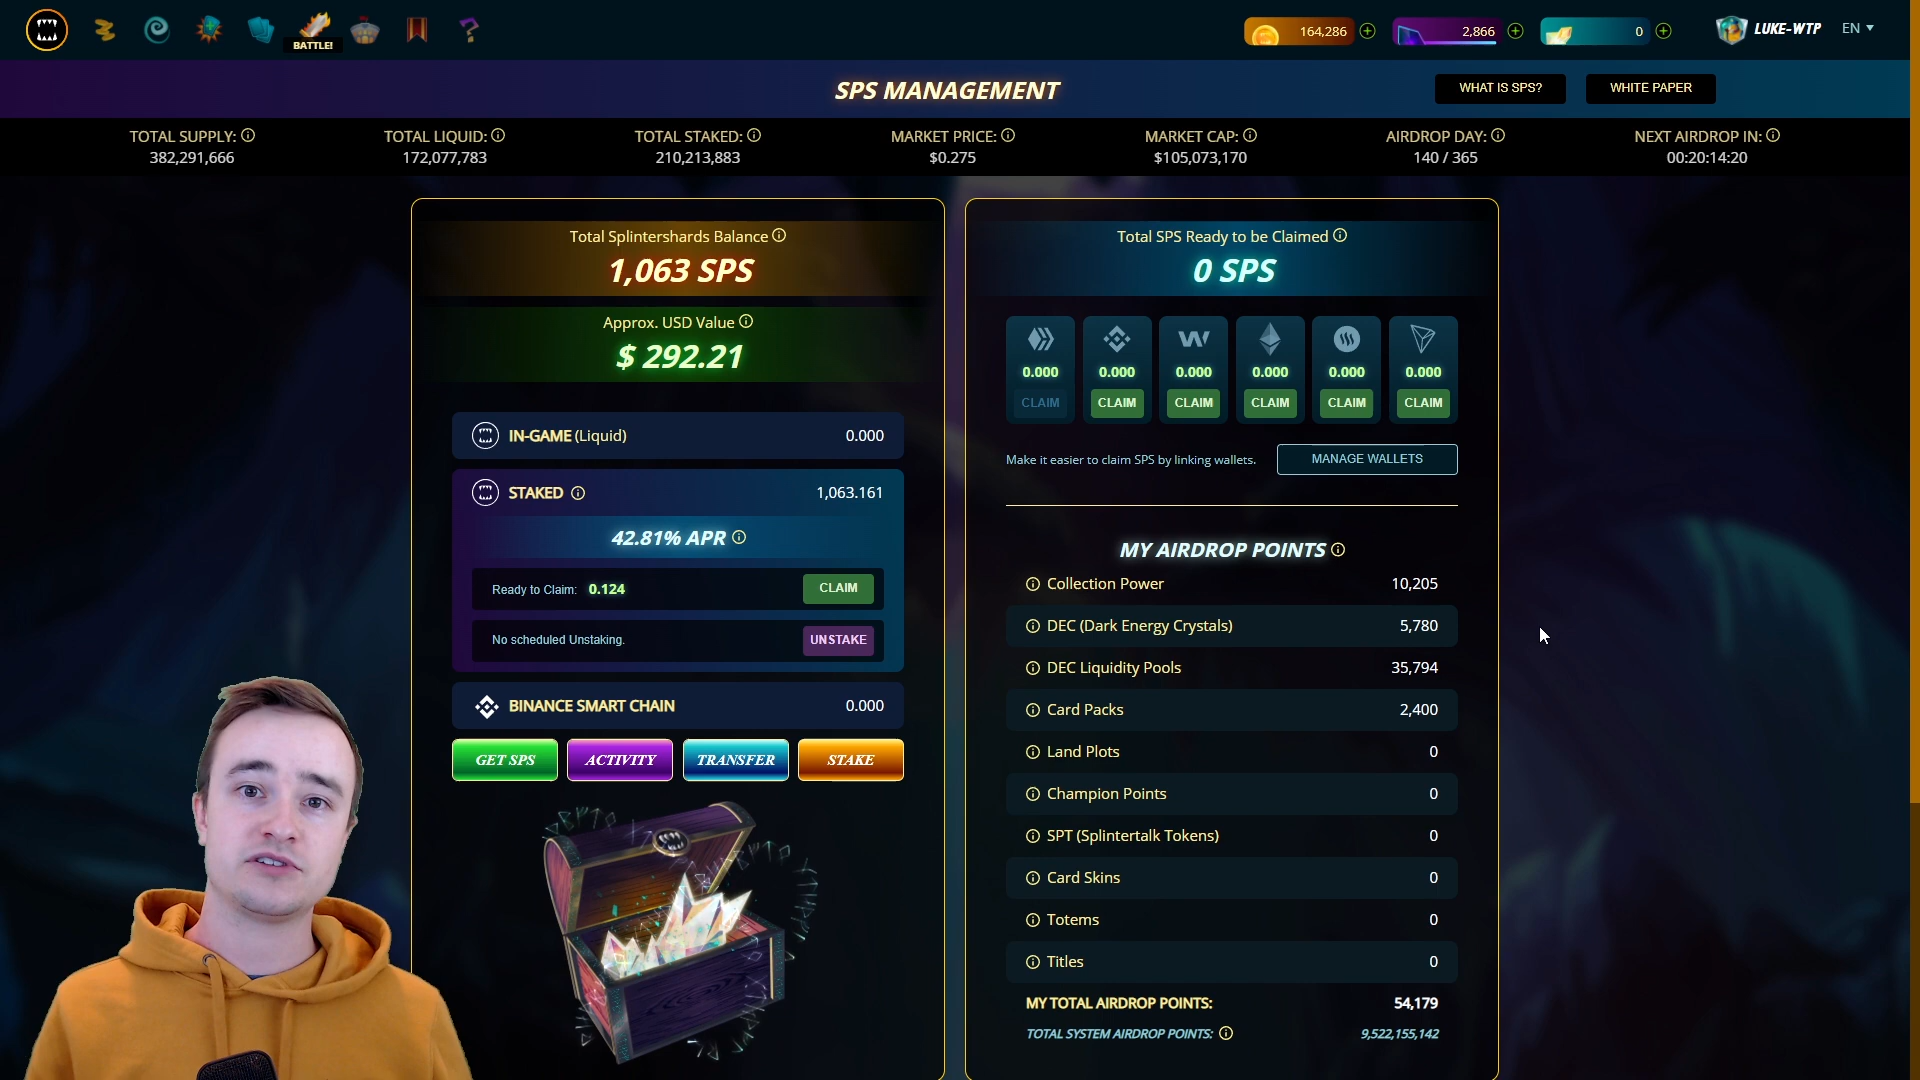 BATTLE!
164,286
2,866
0
LUKE-WTP
EN
SPS MANAGEMENT
WHAT IS SPS?
WHITE PAPER
TOTAL SUPPLY:
382,291,666
TOTAL LIQUID:
172,077,783
TOTAL STAKED:
210,213,883
MARKET PRICE:
$0.275
MARKET CAP:
$105,073,170
AIRDROP DAY:
140 / 365
NEXT AIRDROP IN:
00:20:14:20
Total Splintershards Balance
1,063 SPS
Approx. USD Value
$ 292.21
IN-GAME (Liquid) 0.000
STAKED 1,063.161
42.81% APR
Ready to Claim: 0.124 CLAIM
No scheduled Unstaking. UNSTAKE
BINANCE SMART CHAIN 0.000
GET SPS ACTIVITY TRANSFER STAKE
Total SPS Ready to be Claimed
0 SPS
0.000 0.000 0.000 0.000 0.000 0.000
CLAIM CLAIM CLAIM CLAIM CLAIM CLAIM
Make it easier to claim SPS by linking wallets. MANAGE WALLETS
MY AIRDROP POINTS
Collection Power 10,205
DEC (Dark Energy Crystals) 5,780
DEC Liquidity Pools 35,794
Card Packs 2,400
Land Plots 0
Champion Points 0
SPT (Splintertalk Tokens) 0
Card Skins 0
Totems 0
Titles 0
MY TOTAL AIRDROP POINTS: 54,179
TOTAL SYSTEM AIRDROP POINTS: 9,522,155,142